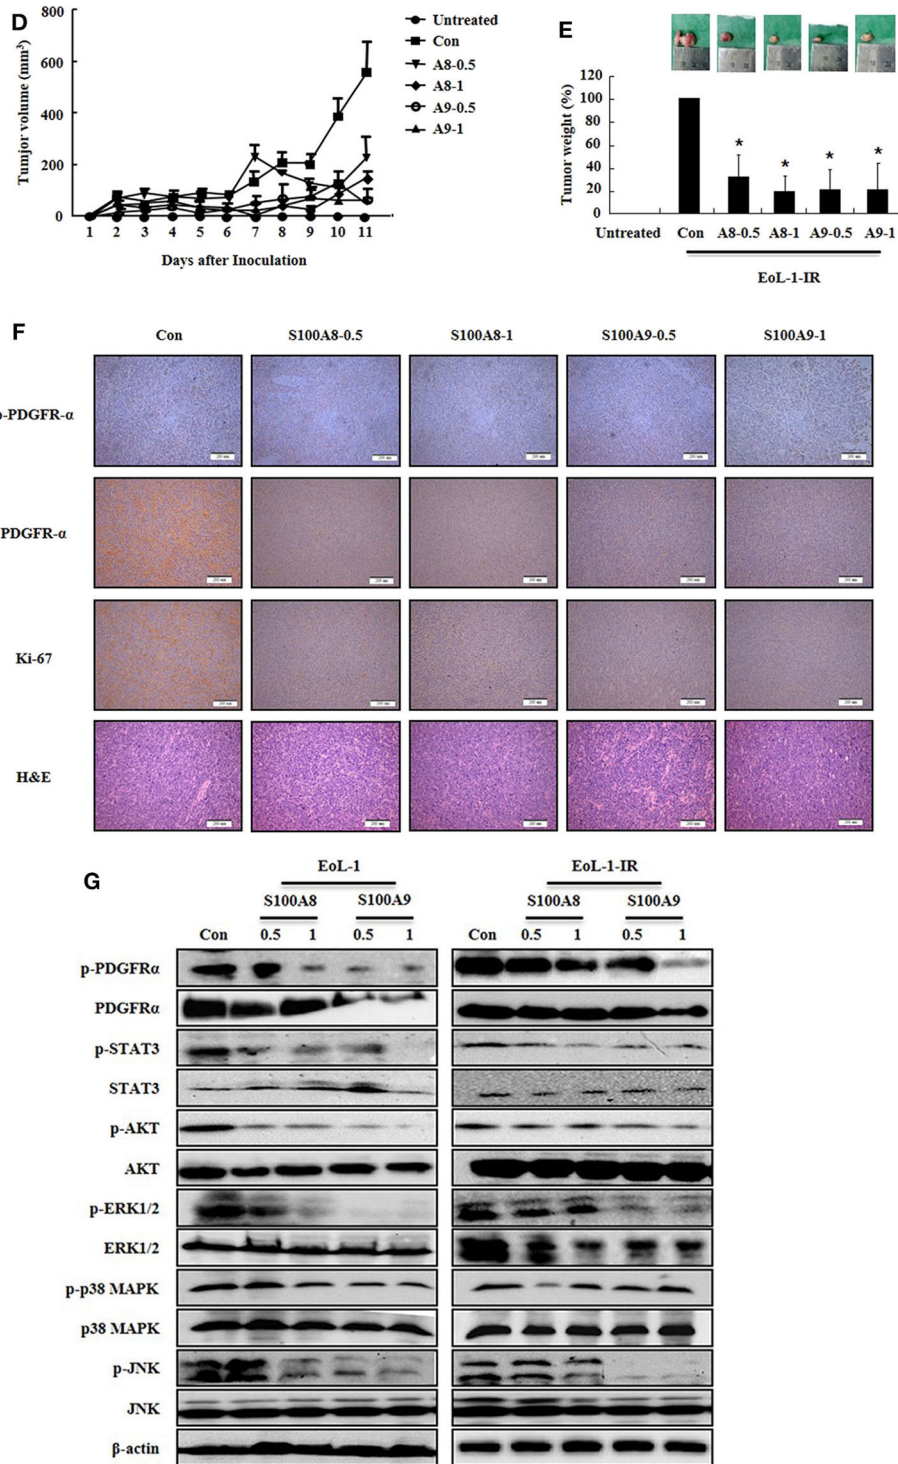 D
800
600
400
200
0
Tumjor volume (mm³)
1 2 3 4 5 6 7 8 9 10 11
Days after Inoculation
Untreated
Con
A8-0.5
A8-1
A9-0.5
A9-1
E
120
100
80
60
40
20
0
Tumor weight (%)
* * * *
Untreated Con A8-0.5 A8-1 A9-0.5 A9-1
EoL-1-IR
F
Con S100A8-0.5 S100A8-1 S100A9-0.5 S100A9-1
p-PDGFR-α
PDGFR-α
Ki-67
H&E
G
EoL-1 EoL-1-IR
S100A8 S100A9 S100A8 S100A9
Con 0.5 1 0.5 1 Con 0.5 1 0.5 1
p-PDGFRα
PDGFRα
p-STAT3
STAT3
p-AKT
AKT
p-ERK1/2
ERK1/2
p-p38 MAPK
p38 MAPK
p-JNK
JNK
β-actin